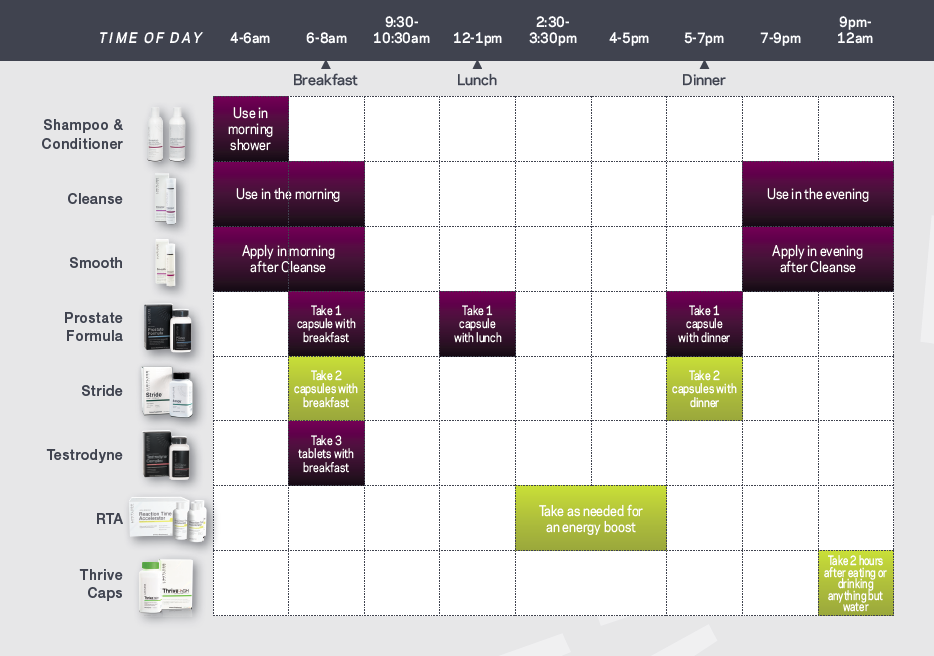 TIME OF DAY
4-6am
6-8am
9:30-
10:30am
12-1pm
2:30-
3:30pm
4-5pm
5-7pm
7-9pm
9pm-
12am
Breakfast
Lunch
Dinner
Shampoo &
Conditioner
Use in
morning
shower
Cleanse
Use in the morning
Use in the evening
Smooth
Apply in morning
after Cleanse
Apply in evening
after Cleanse
Prostate
Formula
Prostate
Formula
Take 1
capsule with
breakfast
Take 1
capsule
with lunch
Take 1
capsule
with dinner
Stride
Stride
Take 2
capsules with
breakfast
Take 2
capsules with
dinner
Testrodyne
Take 3
tablets with
breakfast
RTA
Reaction Time
Accelerator
Take as needed for
an energy boost
Thrive
Caps
Take 2 hours
after eating or
drinking
anything but
water